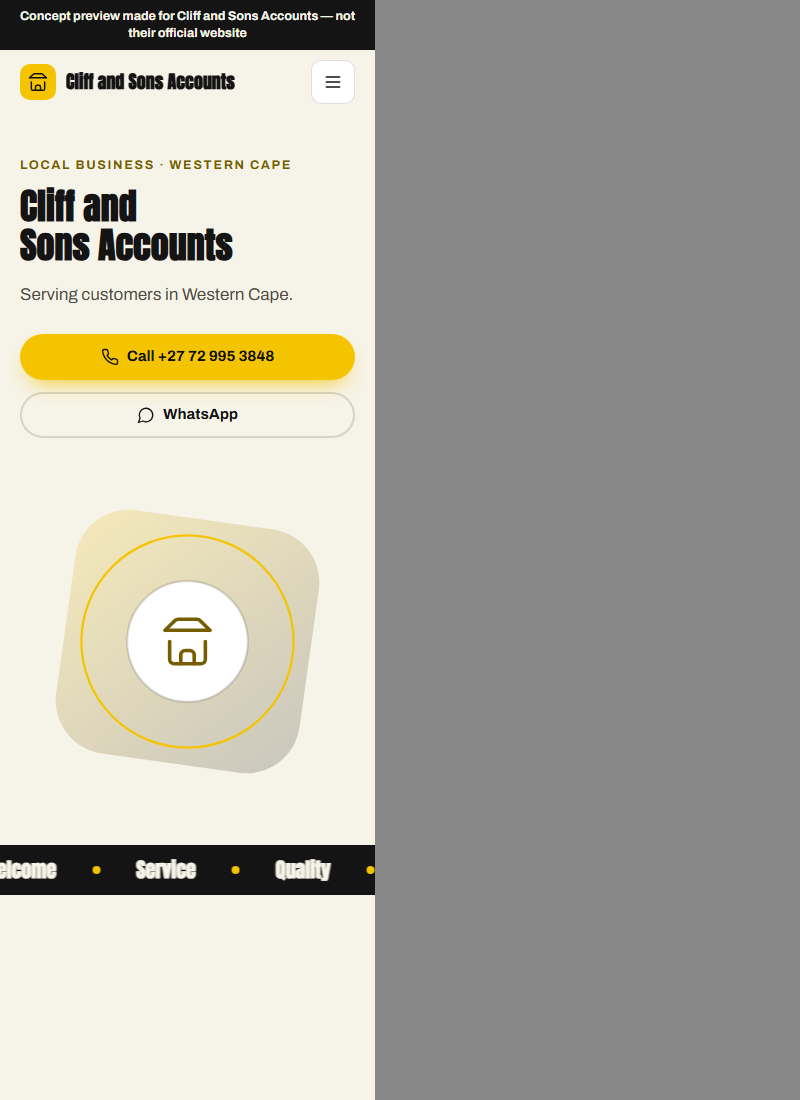 Concept preview made for Cliff and Sons Accounts — not
their official website
Cliff and Sons Accounts
LOCAL BUSINESS · WESTERN CAPE
Cliff and
Sons Accounts
Serving customers in Western Cape.
Call +27 72 995 3848
WhatsApp
elcome • Service • Quality •